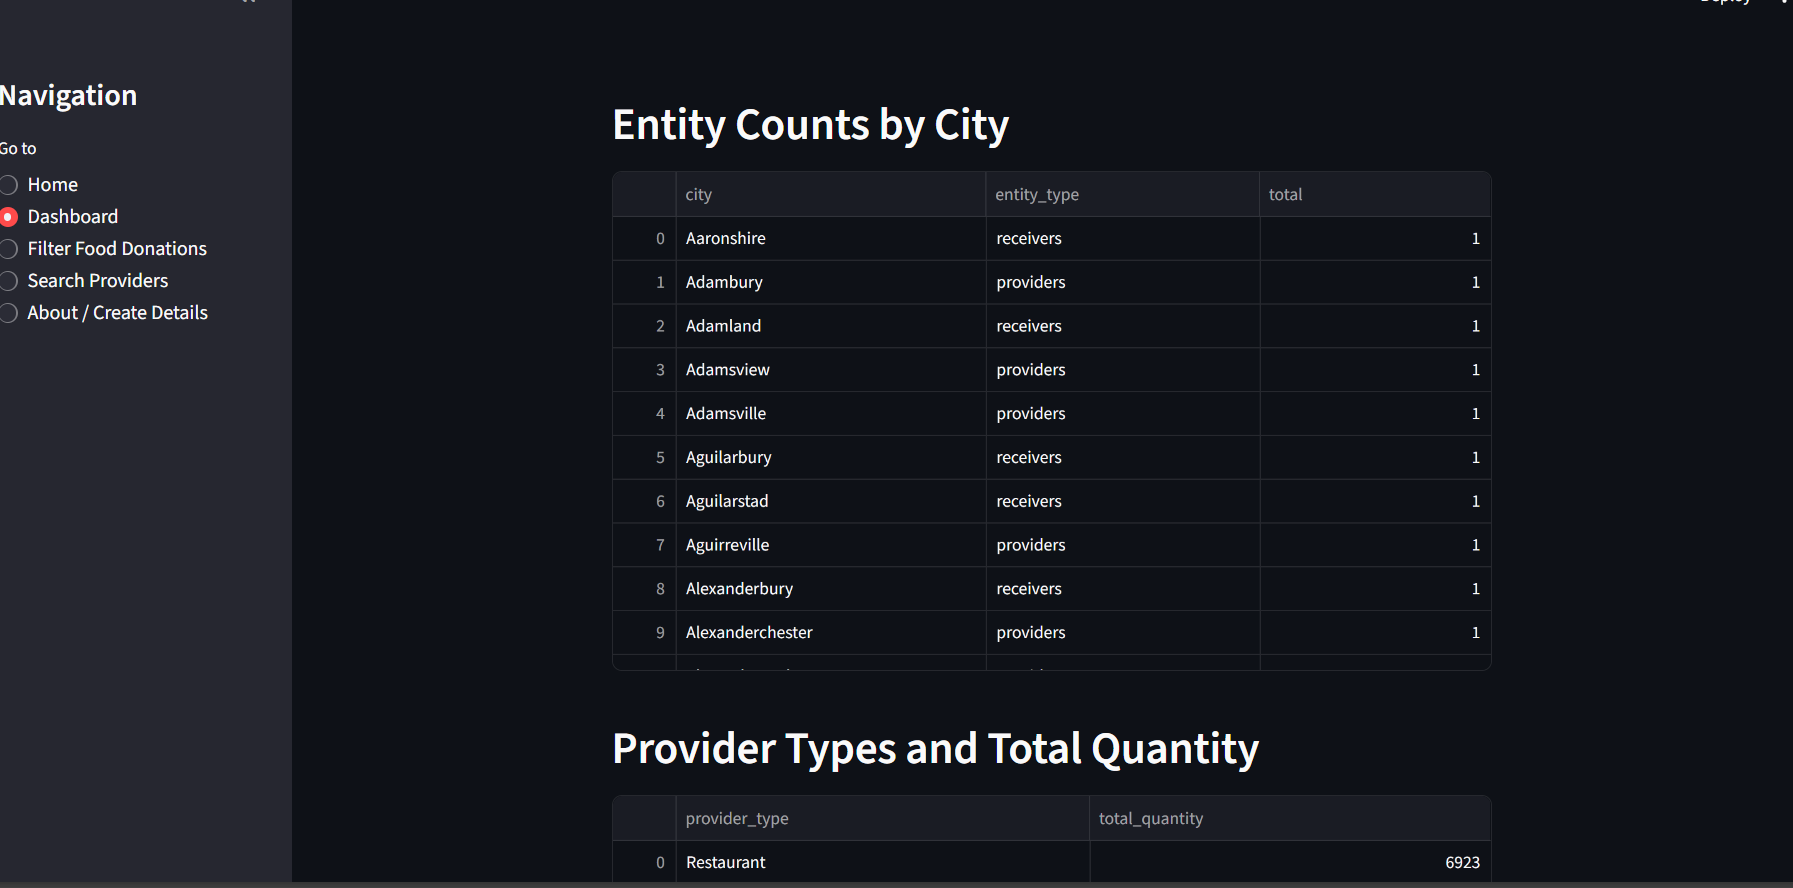 Deploy
Navigation
Go to
Home
Dashboard
Filter Food Donations
Search Providers
About / Create Details
Entity Counts by City
city entity_type total
0 Aaronshire receivers 1
1 Adambury providers 1
2 Adamland receivers 1
3 Adamsview providers 1
4 Adamsville providers 1
5 Aguilarbury receivers 1
6 Aguilarstad receivers 1
7 Aguirreville providers 1
8 Alexanderbury receivers 1
9 Alexanderchester providers 1
Provider Types and Total Quantity
provider_type total_quantity
0 Restaurant 6923